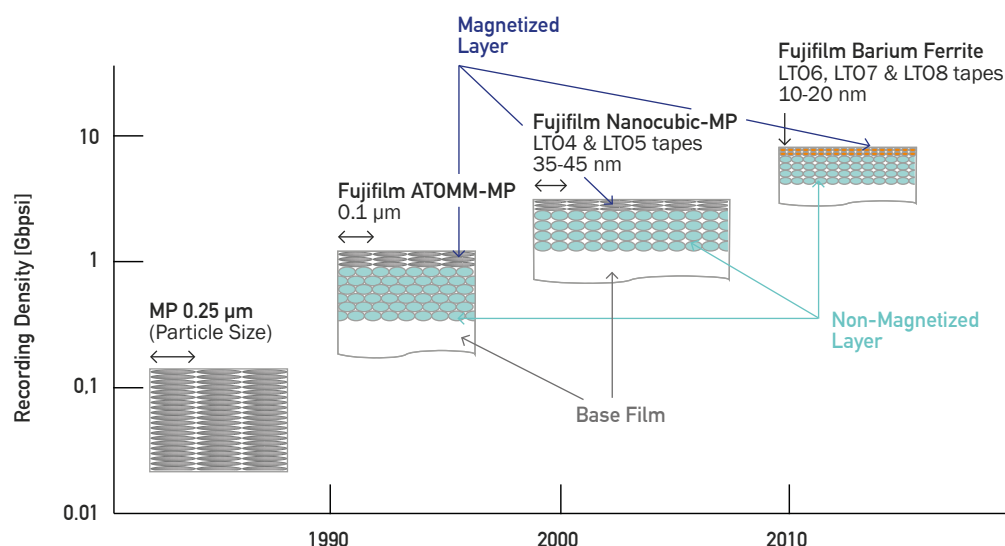 Magnetized
Layer
Fujifilm Barium Ferrite
LTO6, LTO7 & LTO8 tapes
10-20 nm
Fujifilm Nanocubic-MP
LTO4 & LTO5 tapes
35-45 nm
Fujifilm ATOMM-MP
0.1 µm
MP 0.25 µm
(Particle Size)
Non-Magnetized
Layer
Base Film
Recording Density [Gbpsi]
10
1
0,1
0.01
1990
2000
2010